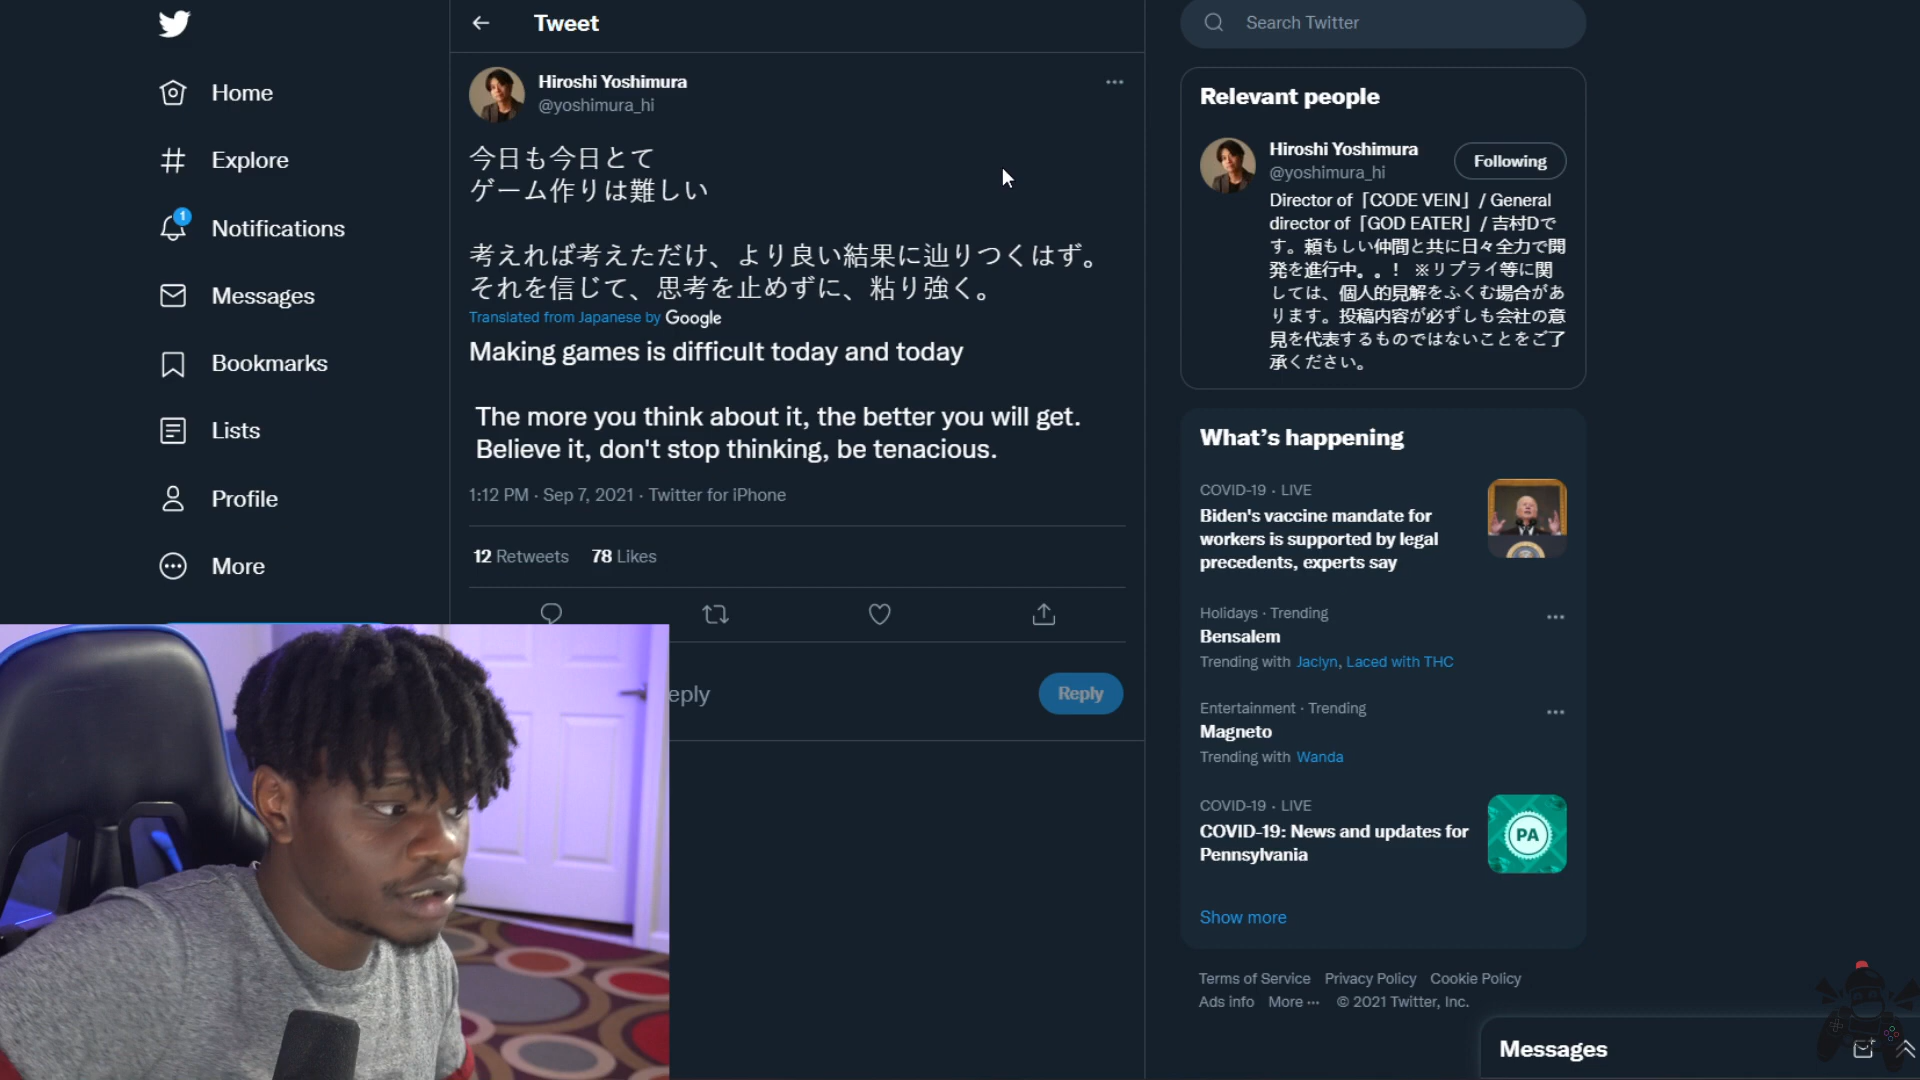 Home
Explore
1
Notifications
Messages
Bookmarks
Lists
Profile
More
Tweet
Hiroshi Yoshimura
@yoshimura_hi
今日も今日とて
ゲーム作りは難しい
考えれば考えただけ、より良い結果に辿りつくはず。
それを信じて、思考を止めずに、粘り強く。
Translated from Japanese by Google
Making games is difficult today and today
The more you think about it, the better you will get.
Believe it, don't stop thinking, be tenacious.
1:12 PM · Sep 7, 2021 · Twitter for iPhone
12 Retweets 78 Likes
eply
Reply
Search Twitter
Relevant people
Hiroshi Yoshimura
@yoshimura_hi
Following
Director of「CODE VEIN」/ General
director of「GOD EATER」/ 吉村Dで
す。頼もしい仲間と共に日々全力で開
発を進行中。。！ ※リプライ等に関
しては、個人的見解をふくむ場合があ
ります。投稿内容が必ずしも会社の意
見を代表するものではないことをご了
承ください。
What's happening
COVID-19 · LIVE
Biden's vaccine mandate for
workers is supported by legal
precedents, experts say
Holidays · Trending
Bensalem
Trending with Jaclyn, Laced with THC
Entertainment · Trending
Magneto
Trending with Wanda
COVID-19 · LIVE
COVID-19: News and updates for
Pennsylvania
PA
Show more
Terms of Service Privacy Policy Cookie Policy
Ads info More ··· © 2021 Twitter, Inc.
Messages